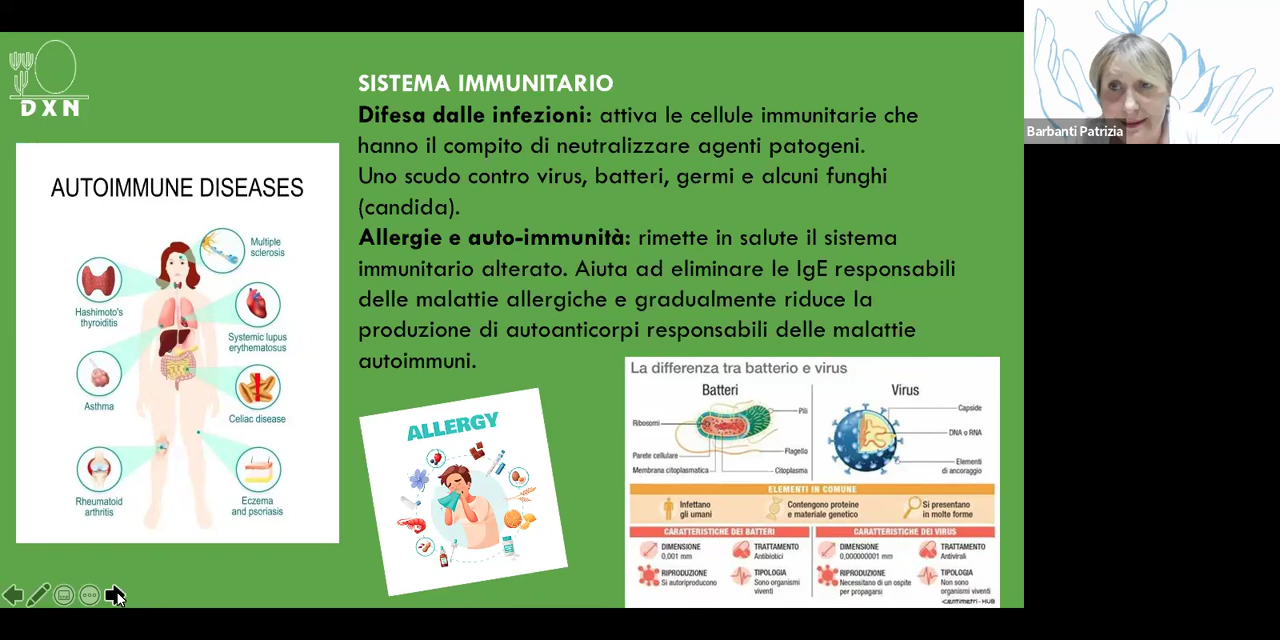 DXN
SISTEMA IMMUNITARIO
Difesa dalle infezioni: attiva le cellule immunitarie che
hanno il compito di neutralizzare agenti patogeni.
Uno scudo contro virus, batteri, germi e alcuni funghi
(candida).
Allergie e auto-immunità: rimette in salute il sistema
immunitario alterato. Aiuta ad eliminare le IgE responsabili
delle malattie allergiche e gradualmente riduce la
produzione di autoanticorpi responsabili delle malattie
autoimmuni.
Barbanti Patrizia
AUTOIMMUNE DISEASES
Multiple
sclerosis
Hashimoto's
thyroiditis
Systemic lupus
erythematosus
Asthma
Celiac disease
Rheumatoid
arthritis
Eczema
and psoriasis
ALLERGY
La differenza tra batterio e virus
Batteri
Virus
Ribosomi
Pili
Parete cellulare
Flagello
Membrana citoplasmatica
Citoplasma
Capside
DNA o RNA
Elementi
di ancoraggio
ELEMENTI IN COMUNE
Infettano
gli umani
Contengono proteine
e materiale genetico
Si presentano
in molte forme
CARATTERISTICHE DEI BATTERI
DIMENSIONE
0,001 mm
TRATTAMENTO
Antibiotici
RIPRODUZIONE
Si autoriproducono
TIPOLOGIA
Sono organismi
viventi
CARATTERISTICHE DEI VIRUS
DIMENSIONE
0,000000001 mm
TRATTAMENTO
Antivirali
RIPRODUZIONE
Necessitano di un ospite
per propagarsi
TIPOLOGIA
Non sono
organismi viventi
centimetri - HUB